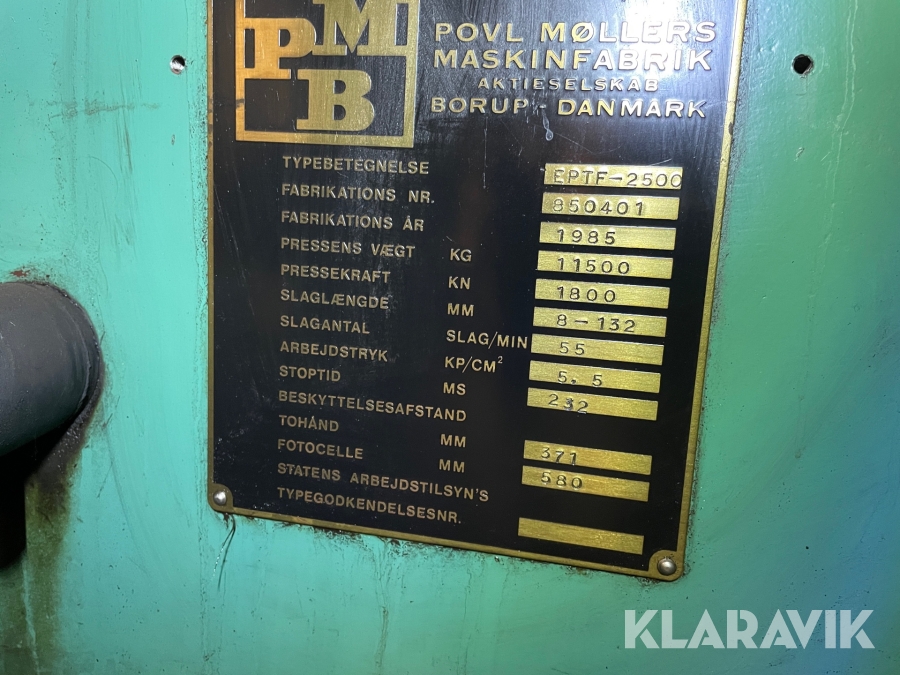 PMB
POVL MØLLERS
MASKINFABRIK
AKTIESELSKAB
BORUP - DANMARK
TYPEBETEGNELSE EPTF-2500
FABRIKATIONS NR. 850401
FABRIKATIONS ÅR 1985
PRESSENS VÆGT KG 11500
PRESSEKRAFT KN 1800
SLAGLÆNGDE MM 8-132
SLAGANTAL SLAG/MIN 55
ARBEJDSTRYK KP/CM² 5,5
STOPTID MS 232
BESKYTTELSESAFSTAND
TOHÅND MM 371
FOTOCELLE MM 580
STATENS ARBEJDSTILSYN'S
TYPEGODKENDELSESNR.
KLARAVIK